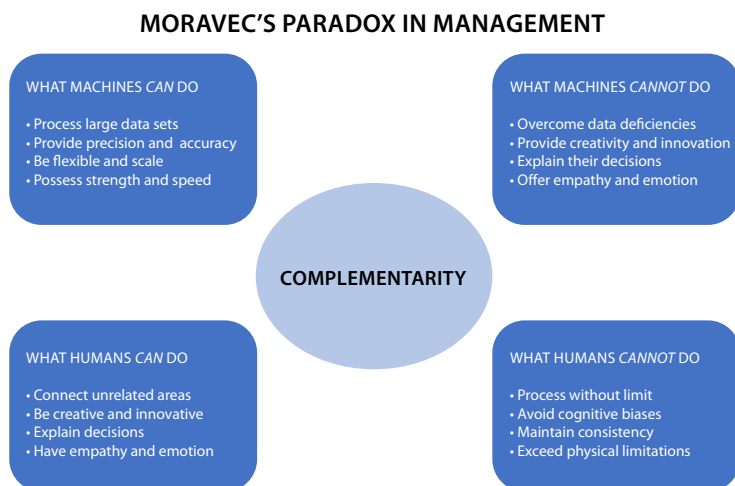 MORAVEC'S PARADOX IN MANAGEMENT
WHAT MACHINES CAN DO
• Process large data sets
• Provide precision and accuracy
• Be flexible and scale
• Possess strength and speed
WHAT MACHINES CANNOT DO
• Overcome data deficiencies
• Provide creativity and innovation
• Explain their decisions
• Offer empathy and emotion
COMPLEMENTARITY
WHAT HUMANS CAN DO
• Connect unrelated areas
• Be creative and innovative
• Explain decisions
• Have empathy and emotion
WHAT HUMANS CANNOT DO
• Process without limit
• Avoid cognitive biases
• Maintain consistency
• Exceed physical limitations